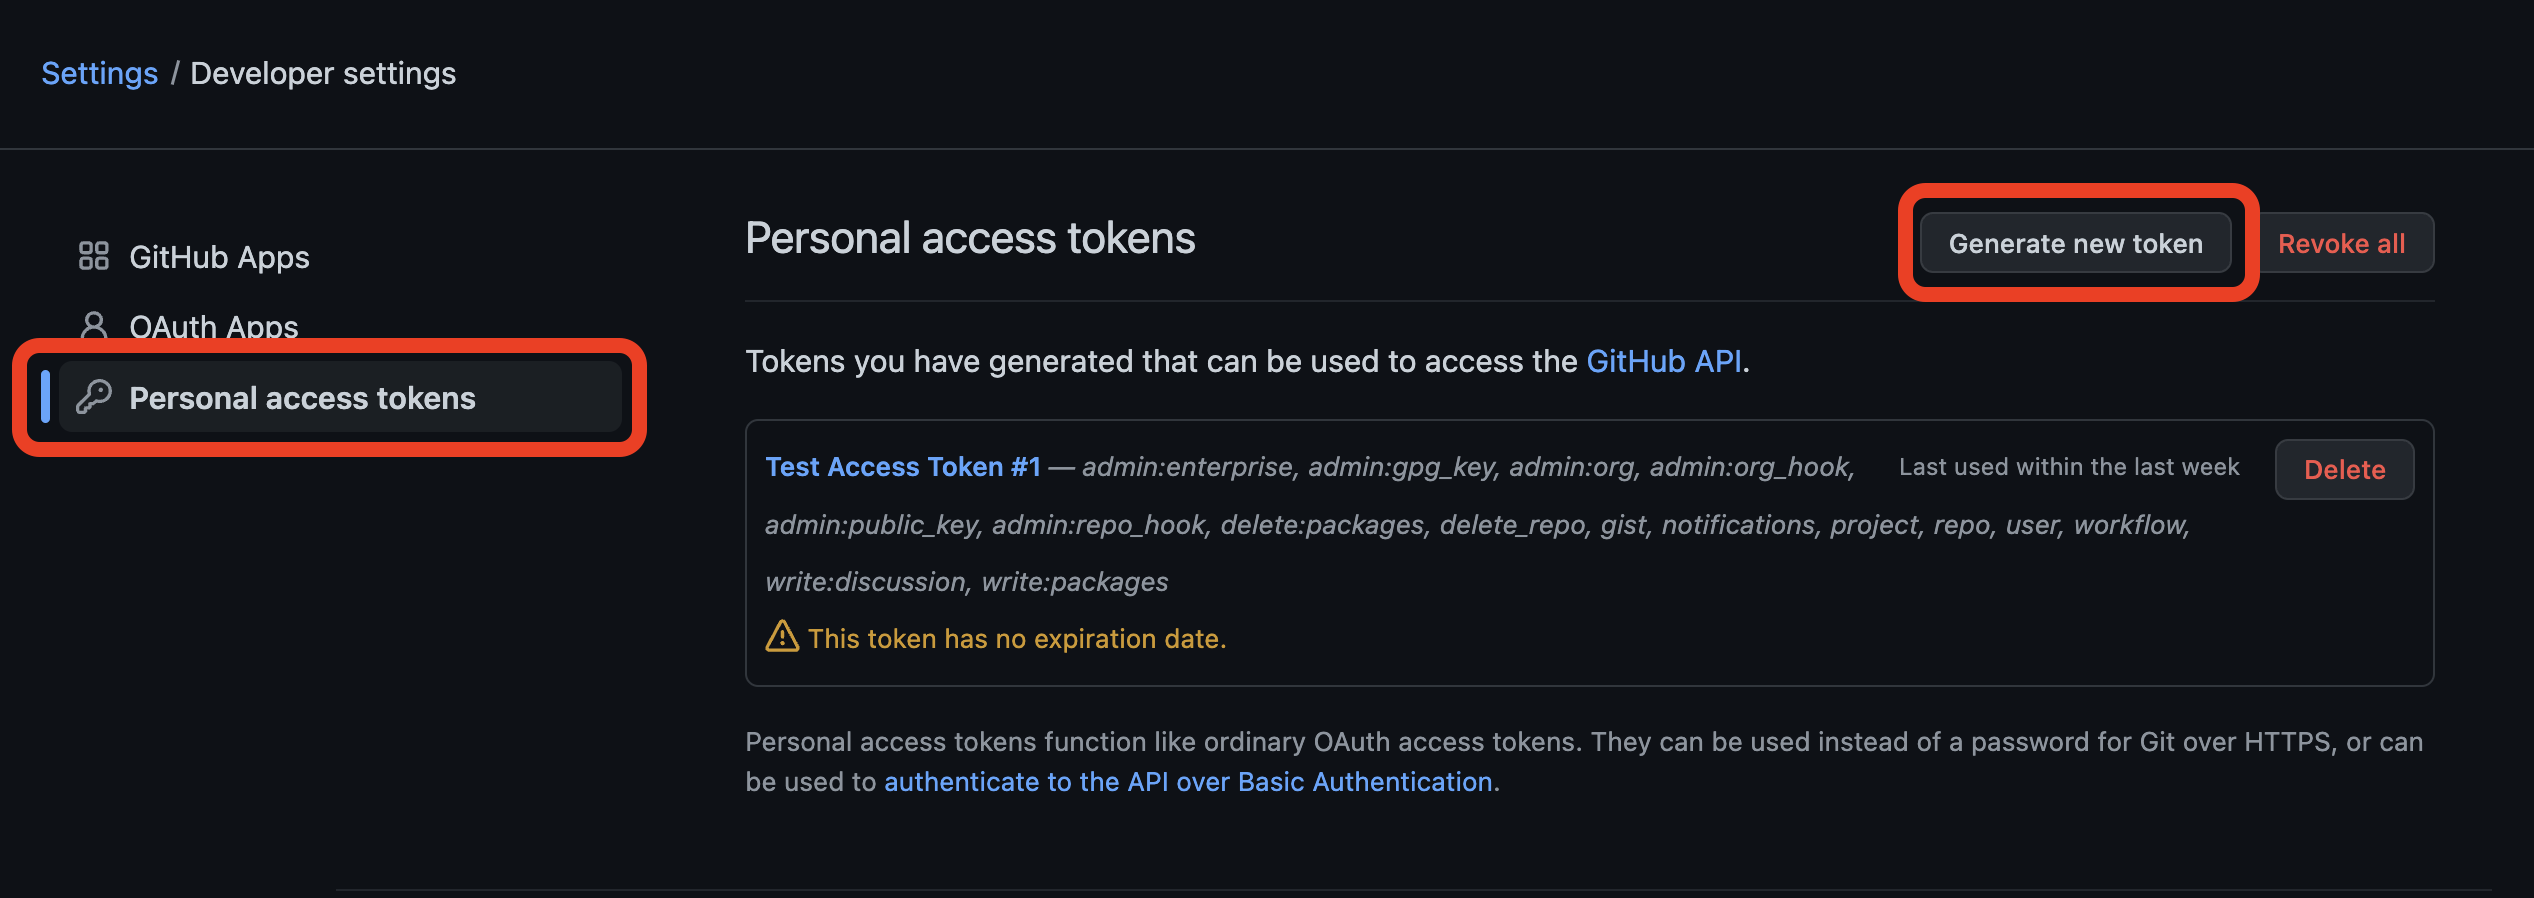 Settings / Developer settings
GitHub Apps
OAuth Apps
Personal access tokens
Personal access tokens
Generate new token
Revoke all
Tokens you have generated that can be used to access the GitHub API.
Test Access Token #1 — admin:enterprise, admin:gpg_key, admin:org, admin:org_hook,
Last used within the last week
Delete
admin:public_key, admin:repo_hook, delete:packages, delete_repo, gist, notifications, project, repo, user, workflow,
write:discussion, write:packages
This token has no expiration date.
Personal access tokens function like ordinary OAuth access tokens. They can be used instead of a password for Git over HTTPS, or can
be used to authenticate to the API over Basic Authentication.